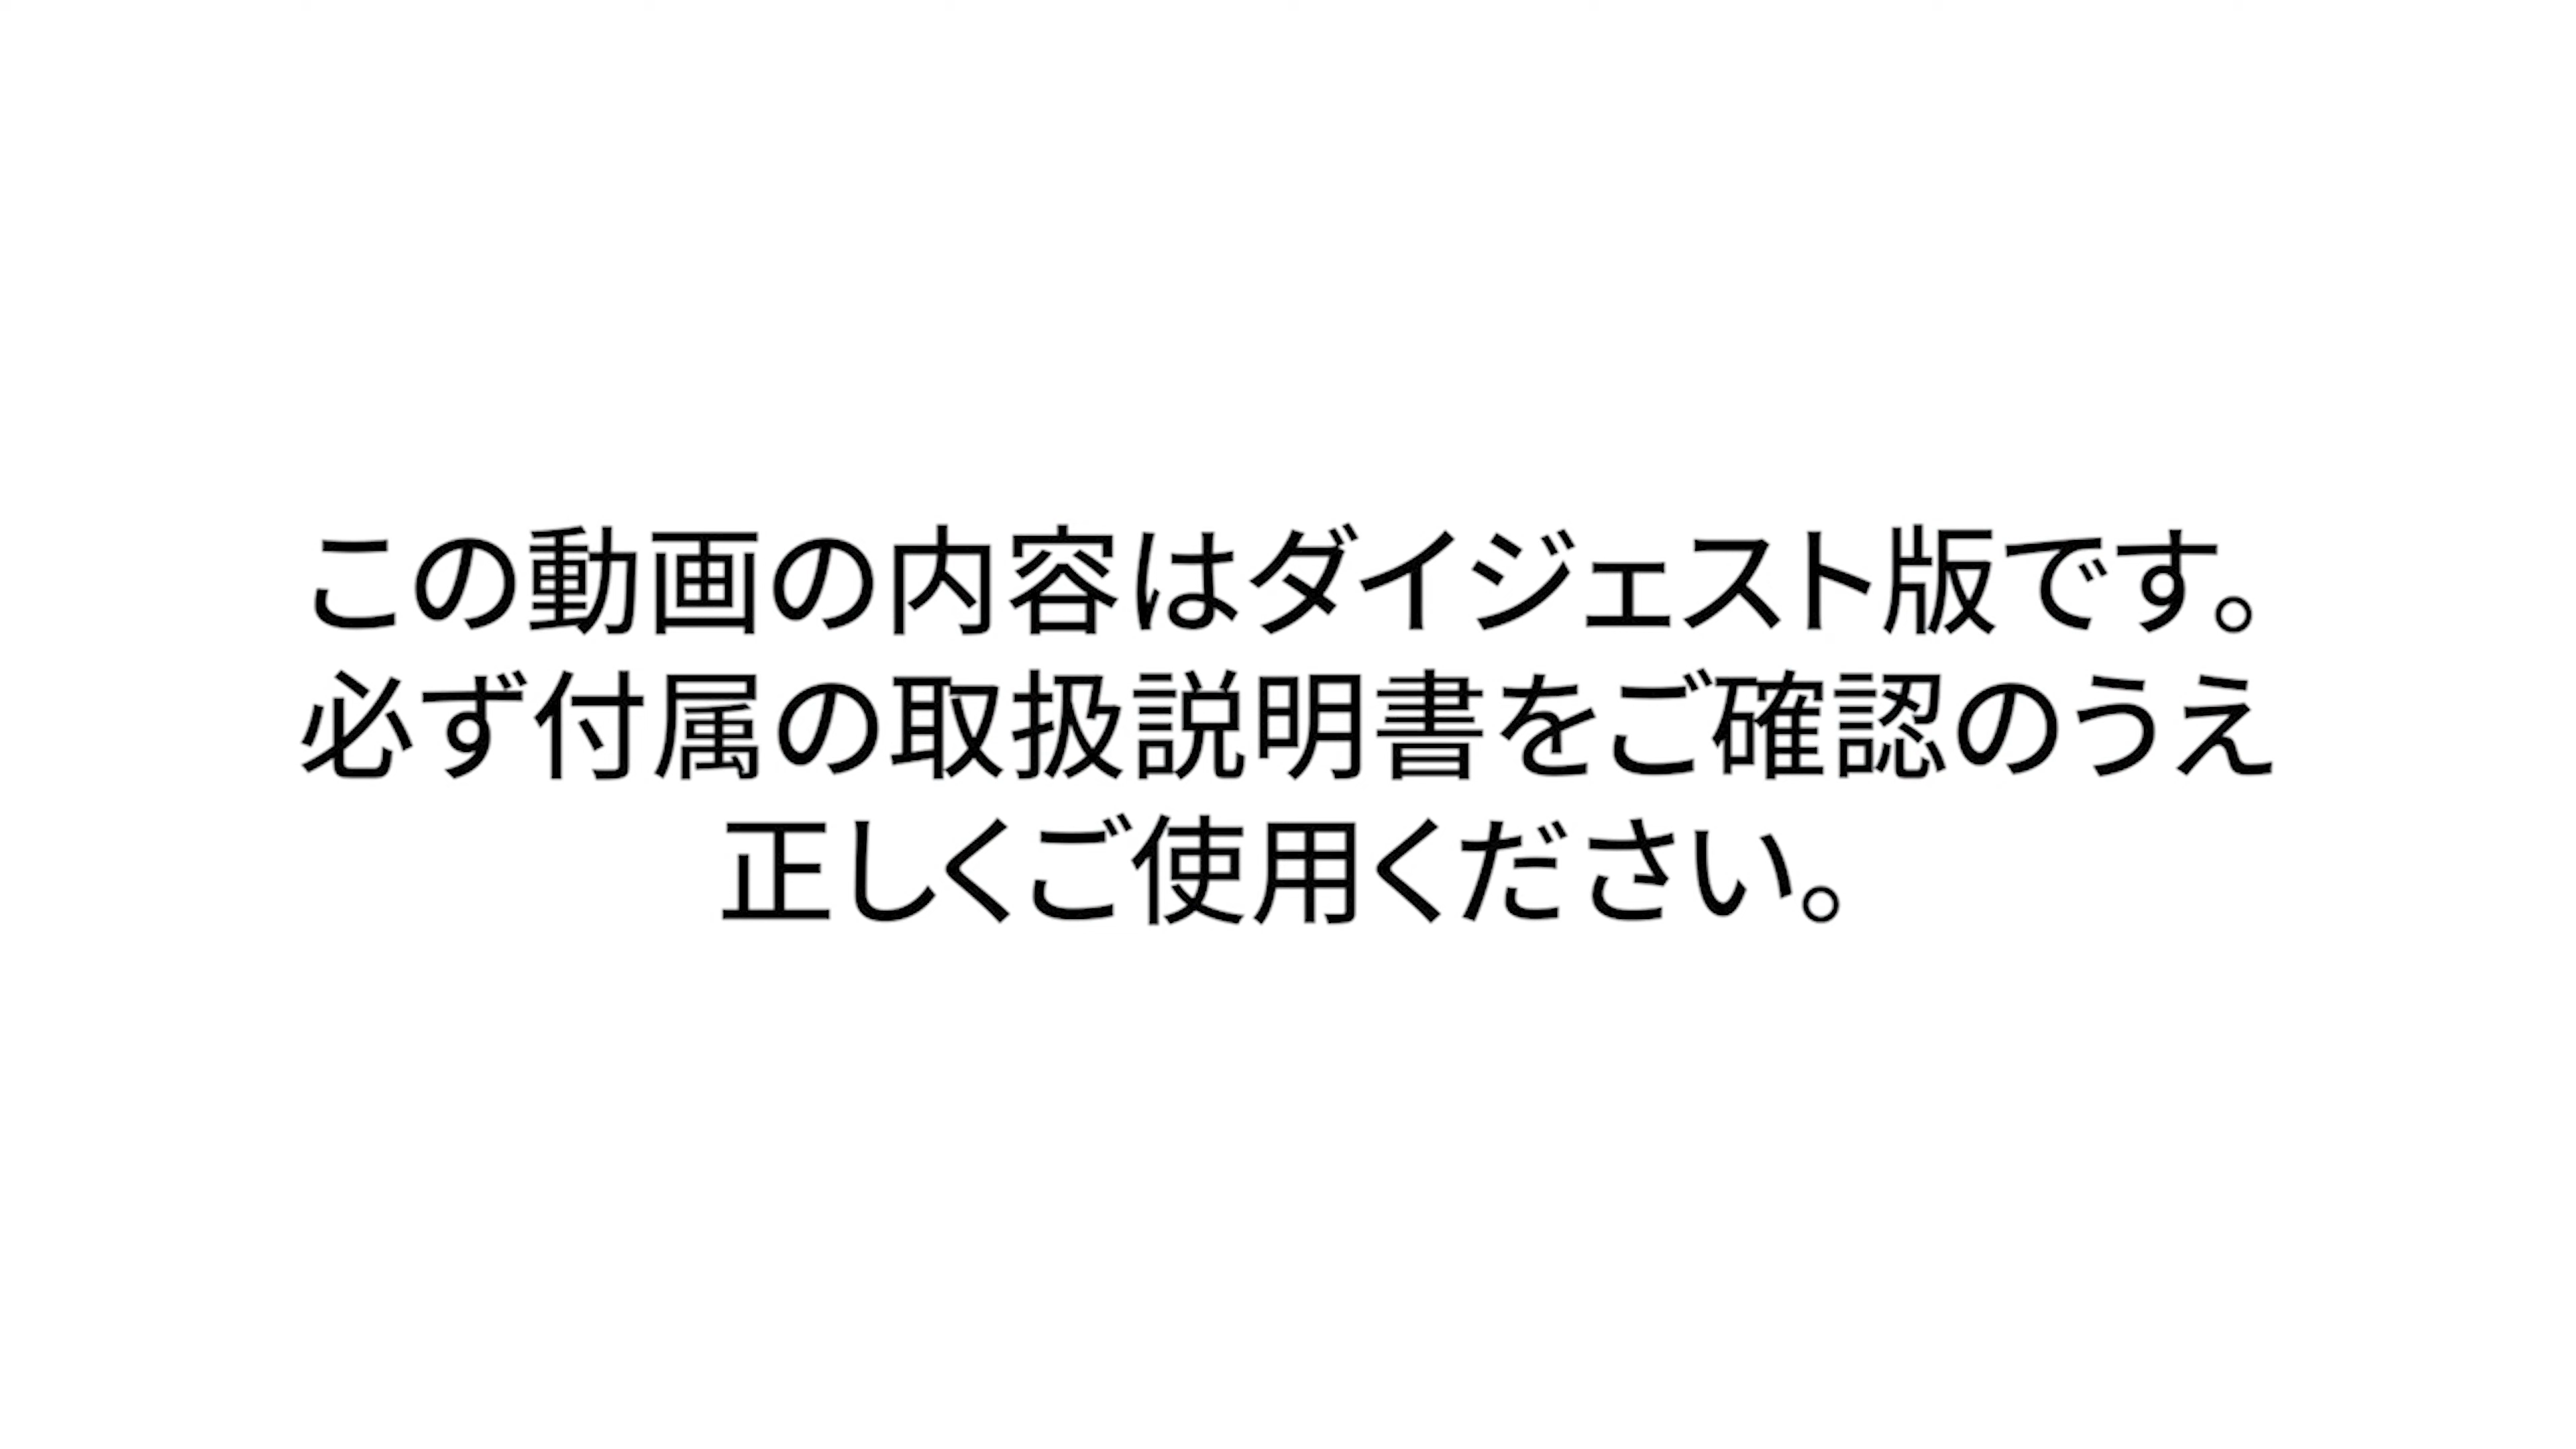 この動画の内容はダイジェスト版です。
必ず付属の取扱説明書をご確認のうえ
正しくご使用ください。